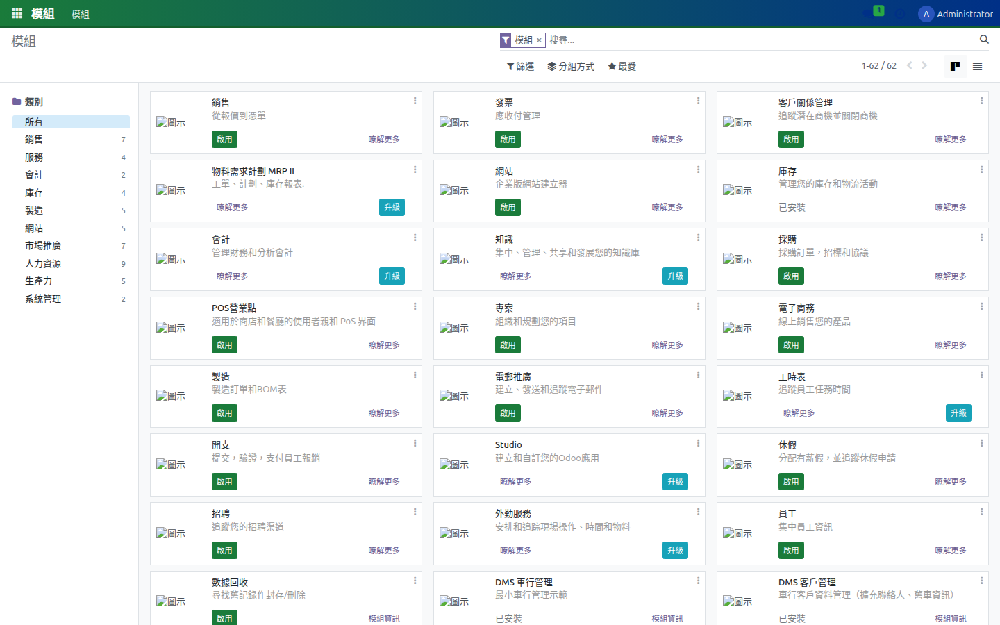 模組
模組
1
A
Administrator
模組
模組 ×
搜尋...
篩選
分組方式
最愛
1-62 / 62
類別
所有
銷售 7
服務 4
會計 2
庫存 4
製造 5
網站 5
市場推廣 7
人力資源 9
生產力 5
系統管理 2
圖示
銷售
從報價到憑單
啟用
瞭解更多
圖示
發票
應收付管理
啟用
瞭解更多
圖示
客戶關係管理
追蹤潛在商機並關閉商機
啟用
瞭解更多
圖示
物料需求計劃 MRP II
工單、計劃、庫存報表.
瞭解更多
升級
圖示
網站
企業版網站建立器
啟用
瞭解更多
圖示
庫存
管理您的庫存和物流活動
已安裝
瞭解更多
圖示
會計
管理財務和分析會計
瞭解更多
升級
圖示
知識
集中、管理、共享和發展您的知識庫
瞭解更多
升級
圖示
採購
採購訂單，招標和協議
啟用
瞭解更多
圖示
POS營業點
適用於商店和餐廳的使用者親和 PoS 界面
啟用
瞭解更多
圖示
專案
組織和規劃您的項目
啟用
瞭解更多
圖示
電子商務
線上銷售您的產品
啟用
瞭解更多
圖示
製造
製造訂單和BOM表
啟用
瞭解更多
圖示
電郵推廣
建立、發送和追蹤電子郵件
啟用
瞭解更多
圖示
工時表
追蹤員工任務時間
瞭解更多
升級
圖示
開支
提交，驗證，支付員工報銷
啟用
瞭解更多
圖示
Studio
建立和自訂您的Odoo應用
瞭解更多
升級
圖示
休假
分配有薪假，並追蹤休假申請
啟用
瞭解更多
圖示
招聘
追蹤您的招聘渠道
啟用
瞭解更多
圖示
外勤服務
安排和追踪現場操作、時間和物料
瞭解更多
升級
圖示
員工
集中員工資訊
啟用
瞭解更多
圖示
數據回收
尋找舊記錄作封存/刪除
啟用
模組資訊
圖示
DMS 車行管理
最小車行管理示範
已安裝
模組資訊
圖示
DMS 客戶管理
車行客戶資料管理（擴充聯絡人、舊車資訊）
已安裝
模組資訊